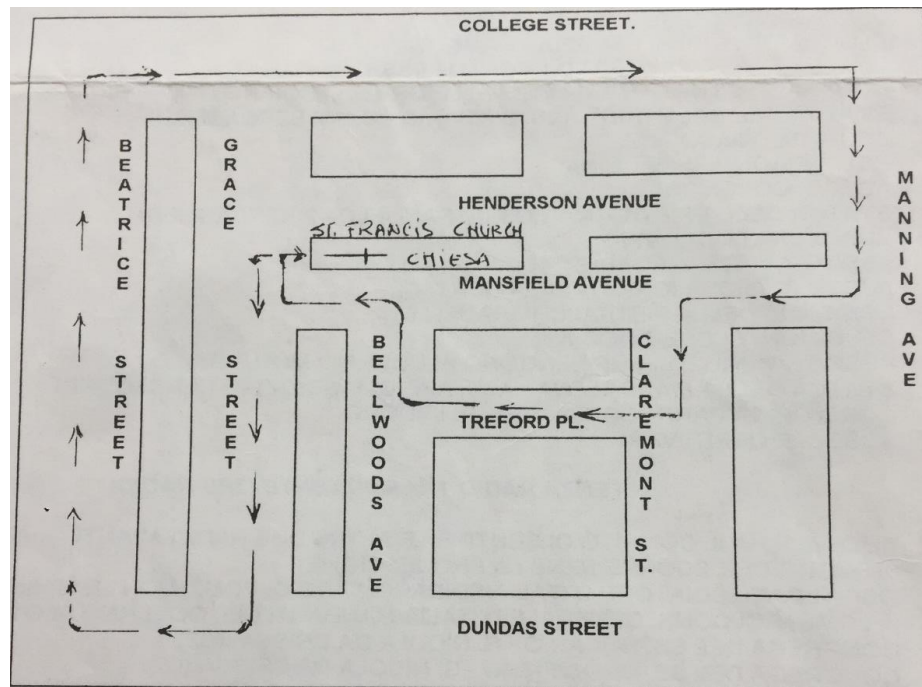 COLLEGE STREET.
BEATRICE STREET
GRACE STREET
HENDERSON AVENUE
MANNING AVE
ST. FRANCIS CHURCH
CHIESA
MANSFIELD AVENUE
BELLWOODS AVE
CLAREMONT ST.
TREFORD PL.
DUNDAS STREET